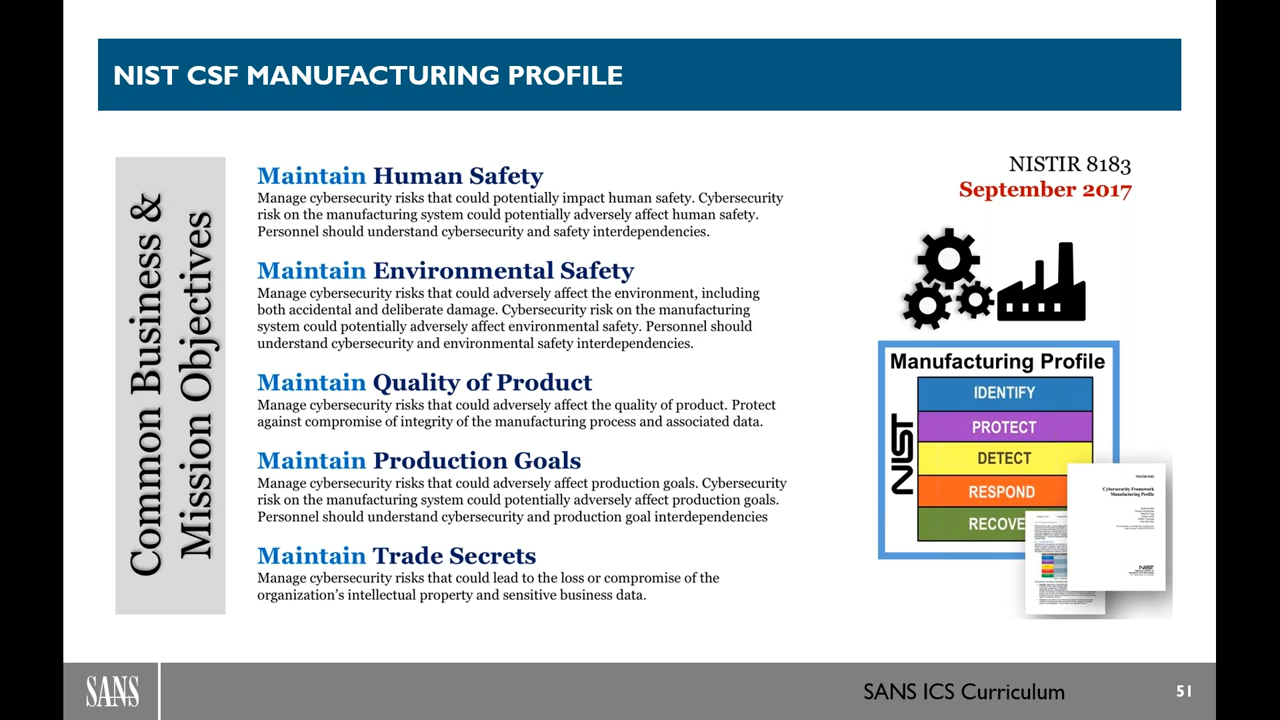 NIST CSF MANUFACTURING PROFILE
Common Business &
Mission Objectives
Maintain Human Safety
Manage cybersecurity risks that could potentially impact human safety. Cybersecurity
risk on the manufacturing system could potentially adversely affect human safety.
Personnel should understand cybersecurity and safety interdependencies.
Maintain Environmental Safety
Manage cybersecurity risks that could adversely affect the environment, including
both accidental and deliberate damage. Cybersecurity risk on the manufacturing
system could potentially adversely affect environmental safety. Personnel should
understand cybersecurity and environmental safety interdependencies.
Maintain Quality of Product
Manage cybersecurity risks that could adversely affect the quality of product. Protect
against compromise of integrity of the manufacturing process and associated data.
Maintain Production Goals
Manage cybersecurity risks that could adversely affect production goals. Cybersecurity
risk on the manufacturing system could potentially adversely affect production goals.
Personnel should understand cybersecurity and production goal interdependencies
Maintain Trade Secrets
Manage cybersecurity risks that could lead to the loss or compromise of the
organization's intellectual property and sensitive business data.
NISTIR 8183
September 2017
Manufacturing Profile
NIST
IDENTIFY
PROTECT
DETECT
RESPOND
RECOVE
NISTIR 8183
Cybersecurity Framework
Manufacturing Profile
NIST
SANS
SANS ICS Curriculum
51